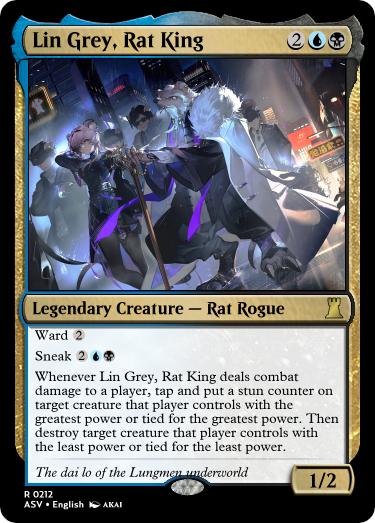 Lin Grey, Rat King 2
Legendary Creature — Rat Rogue
Ward 2
Sneak 2
Whenever Lin Grey, Rat King deals combat
damage to a player, tap and put a stun counter on
target creature that player controls with the
greatest power or tied for the greatest power. Then
destroy target creature that player controls with
the least power or tied for the least power.
The dai lo of the Lungmen underworld
1/2
R 0212
ASV • English AKAI